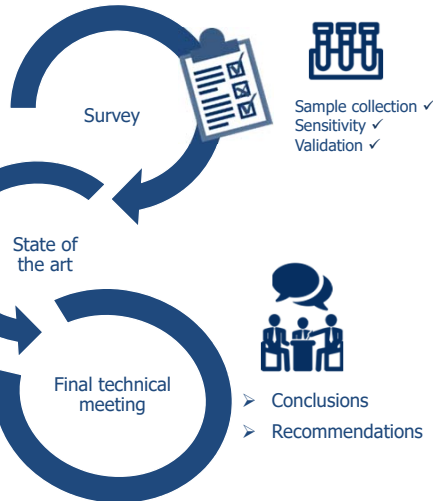 Survey
Sample collection ✓
Sensitivity ✓
Validation ✓
State of
the art
Final technical
meeting
➢ Conclusions
➢ Recommendations